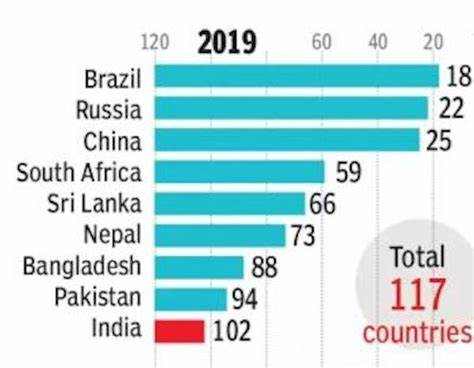 120 2019 60 40 20
Brazil 18
Russia 22
China 25
South Africa 59
Sri Lanka 66
Nepal 73
Bangladesh 88
Pakistan 94
India 102
Total
117
countries